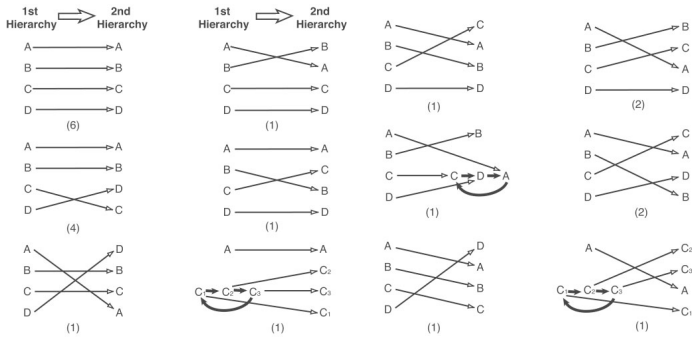 1st Hierarchy 2nd Hierarchy
A A
B B
C C
D D
(6)
1st Hierarchy 2nd Hierarchy
A B
B A
C C
D D
(1)
A C
B A
C B
D D
(1)
A B
B C
C A
D D
(2)
A A
B B
C D
D C
(4)
A A
B C
C B
D D
(1)
A B
B
C C D A
D
(1)
A C
B A
C D
D B
(2)
A D
B B
C C
D A
(1)
A A
C2
C1 C2 C3 C3
C1
(1)
A D
B A
C B
D C
(1)
C2
A C3
C1 C2 C3 A
C1
(1)